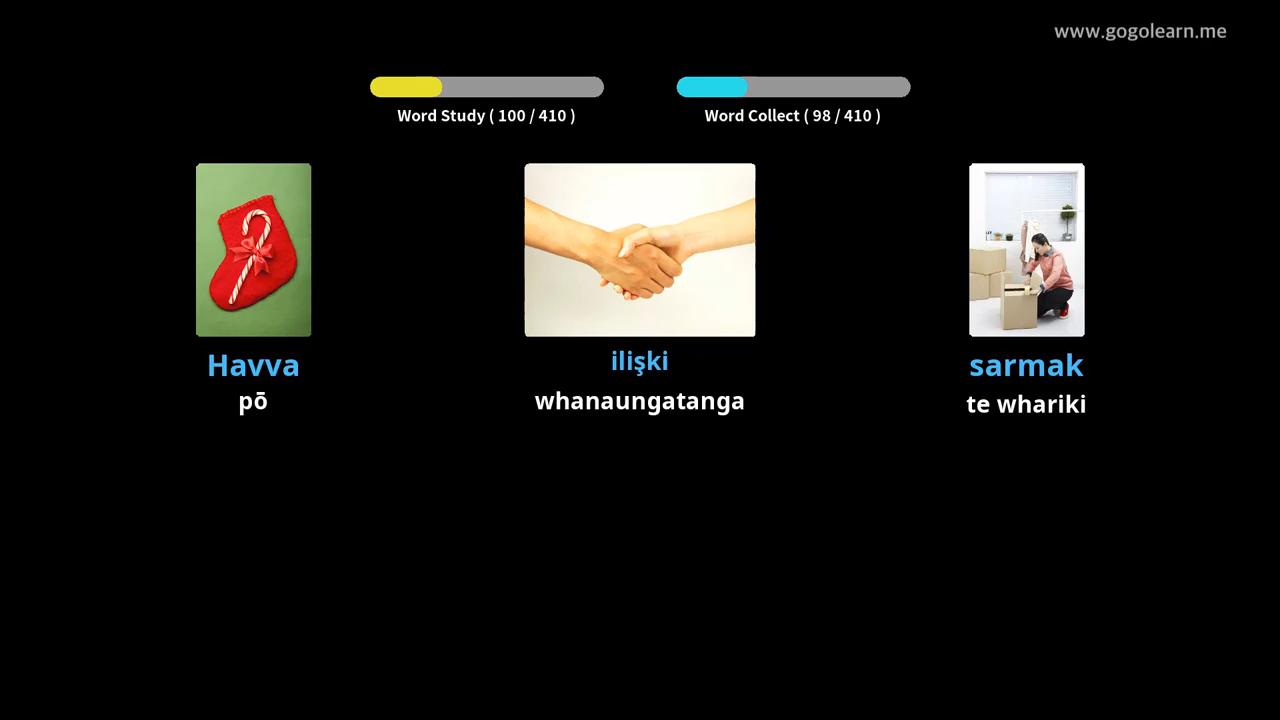 www.gogolearn.me
Word Study ( 100 / 410 )
Word Collect ( 98 / 410 )
Havva
pō
ilişki
whanaungatanga
sarmak
te whariki